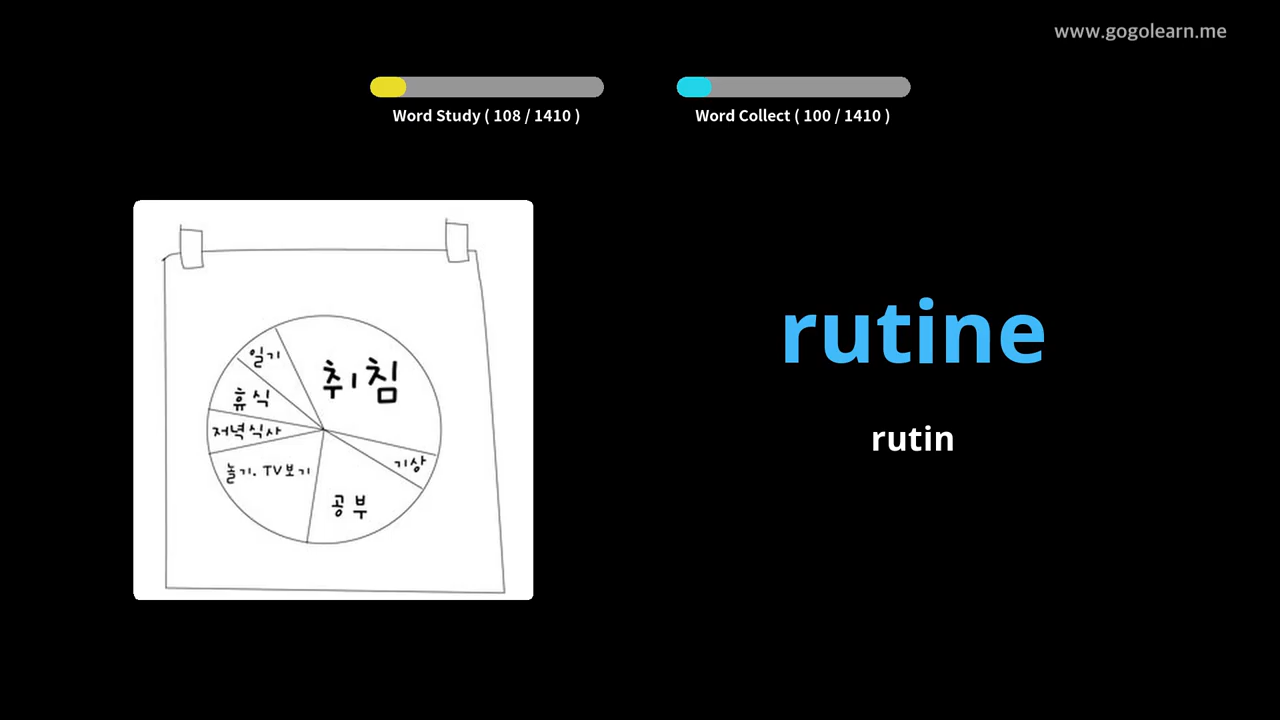 www.gogolearn.me
Word Study ( 108 / 1410 )
Word Collect ( 100 / 1410 )
일기
취침
휴식
저녁식사
기상
놀기. TV보기
공부
rutine
rutin